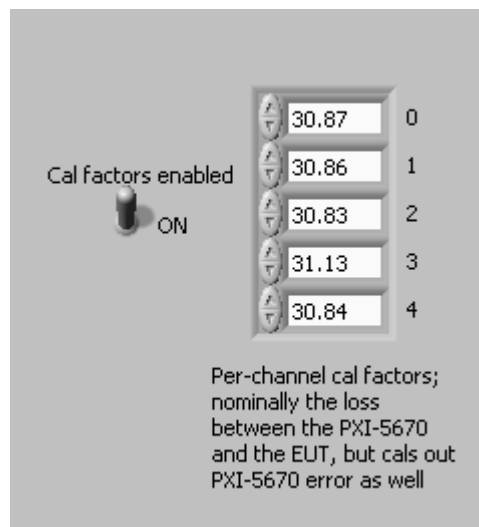 30.87 0
30.86 1
Cal factors enabled
30.83 2
ON
31.13 3
30.84 4
Per-channel cal factors;
nominally the loss
between the PXI-5670
and the EUT, but cals out
PXI-5670 error as well